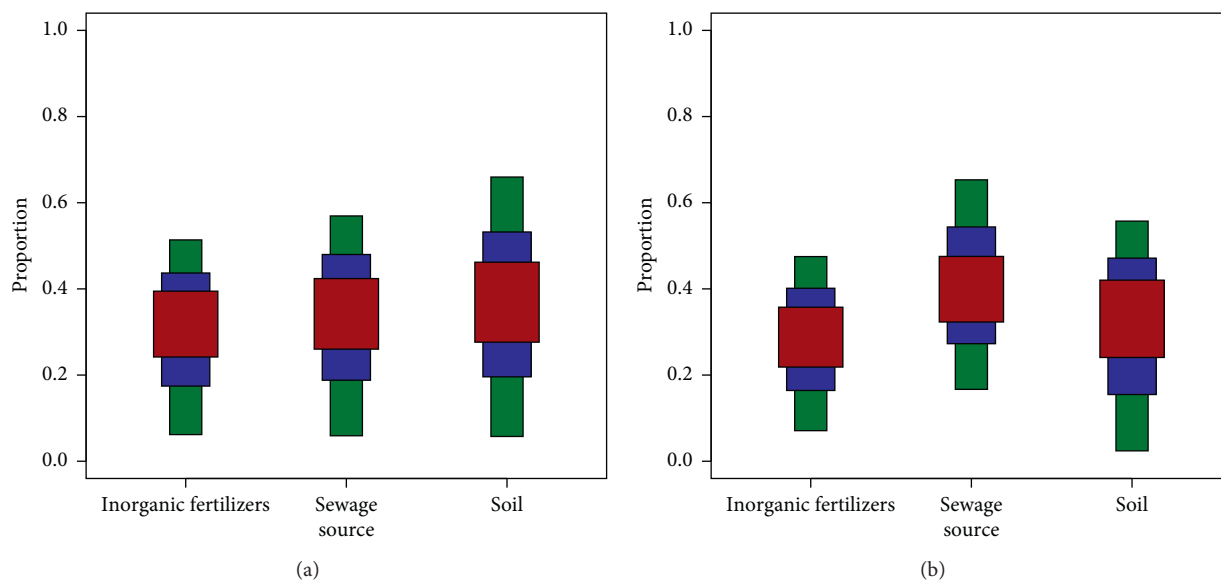 1.0
0.8
0.6
0.4
0.2
0.0
Proportion
Inorganic fertilizers
Sewage
source
Soil
(a)
1.0
0.8
0.6
0.4
0.2
0.0
Proportion
Inorganic fertilizers
Sewage
source
Soil
(b)